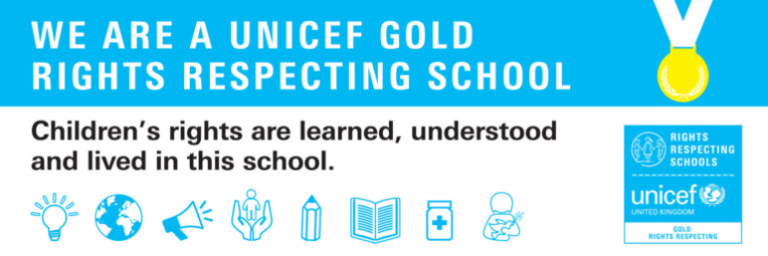 WE ARE A UNICEF GOLD
RIGHTS RESPECTING SCHOOL
Children's rights are learned, understood
and lived in this school.
RIGHTS
RESPECTING
SCHOOLS
unicef
UNITED KINGDOM
GOLD
RIGHTS RESPECTING